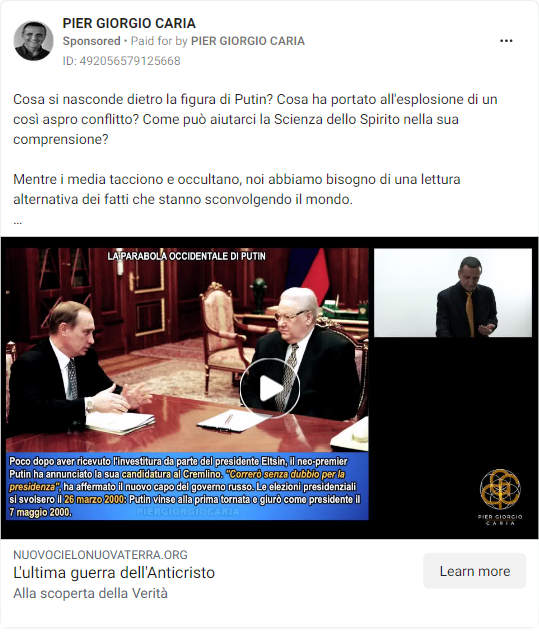 PIER GIORGIO CARIA
Sponsored • Paid for by PIER GIORGIO CARIA
ID: 492056579125668
Cosa si nasconde dietro la figura di Putin? Cosa ha portato all'esplosione di un
così aspro conflitto? Come può aiutarci la Scienza dello Spirito nella sua
comprensione?
Mentre i media tacciono e occultano, noi abbiamo bisogno di una lettura
alternativa dei fatti che stanno sconvolgendo il mondo.
...
LA PARABOLA OCCIDENTALE DI PUTIN
Poco dopo aver ricevuto l'investitura da parte del presidente Eltsin, il neo-premier
Putin ha annunciato la sua candidatura al Cremlino. "Correrò senza dubbio per la
presidenza", ha affermato il nuovo capo del governo russo. Le elezioni presidenziali
si svolsero il 26 marzo 2000: Putin vinse alla prima tornata e giurò come presidente il
7 maggio 2000.
PIERGIORGIOCARIA
PIER GIORGIO
CARIA
NUOVOCIELONUOVATERRA.ORG
L'ultima guerra dell'Anticristo
Alla scoperta della Verità
Learn more